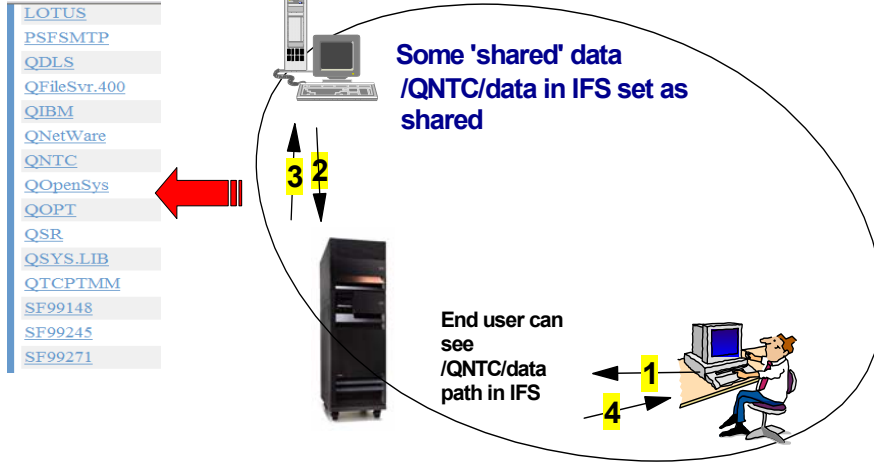 LOTUS
PSFSMTP
QDLS
QFileSvr.400
QIBM
QNetWare
QNTC
QOpenSys
QOPT
QSR
QSYS.LIB
QTCPTMM
SF99148
SF99245
SF99271
Some 'shared' data
/QNTC/data in IFS set as
shared
3 2
End user can
see
/QNTC/data
path in IFS
1
4